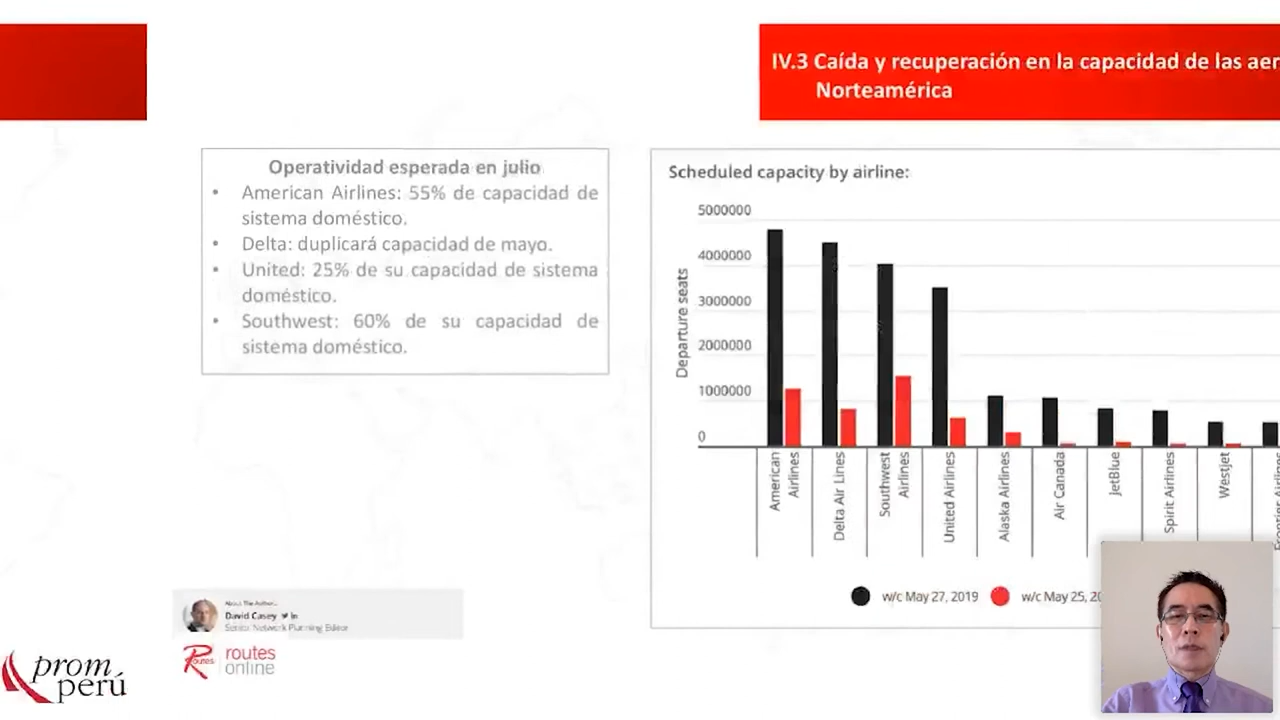 IV.3 Caída y recuperación en la capacidad de las aer
Norteamérica
Operatividad esperada en julio
• American Airlines: 55% de capacidad de
sistema doméstico.
• Delta: duplicará capacidad de mayo.
• United: 25% de su capacidad de sistema
doméstico.
• Southwest: 60% de su capacidad de
sistema doméstico.
Scheduled capacity by airline:
Departure seats
5000000
4000000
3000000
2000000
1000000
0
American
Airlines
Delta Air Lines
Southwest
Airlines
United Airlines
Alaska Airlines
Air Canada
JetBlue
Spirit Airlines
Westjet
Frontier Airlines
w/c May 27, 2019
w/c May 25, 20
About The Author...
David Casey
Senior Network Planning Editor
Routes
routes
online
prom
perú